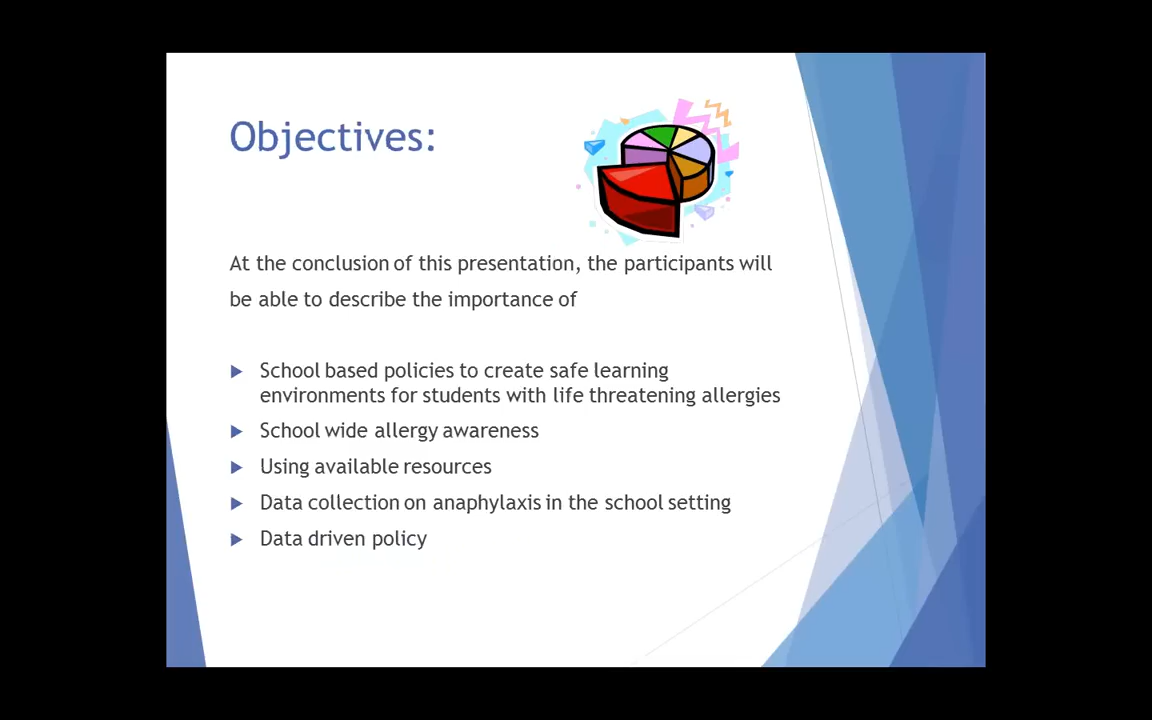 Objectives:
At the conclusion of this presentation, the participants will
be able to describe the importance of
School based policies to create safe learning
environments for students with life threatening allergies
School wide allergy awareness
Using available resources
Data collection on anaphylaxis in the school setting
Data driven policy